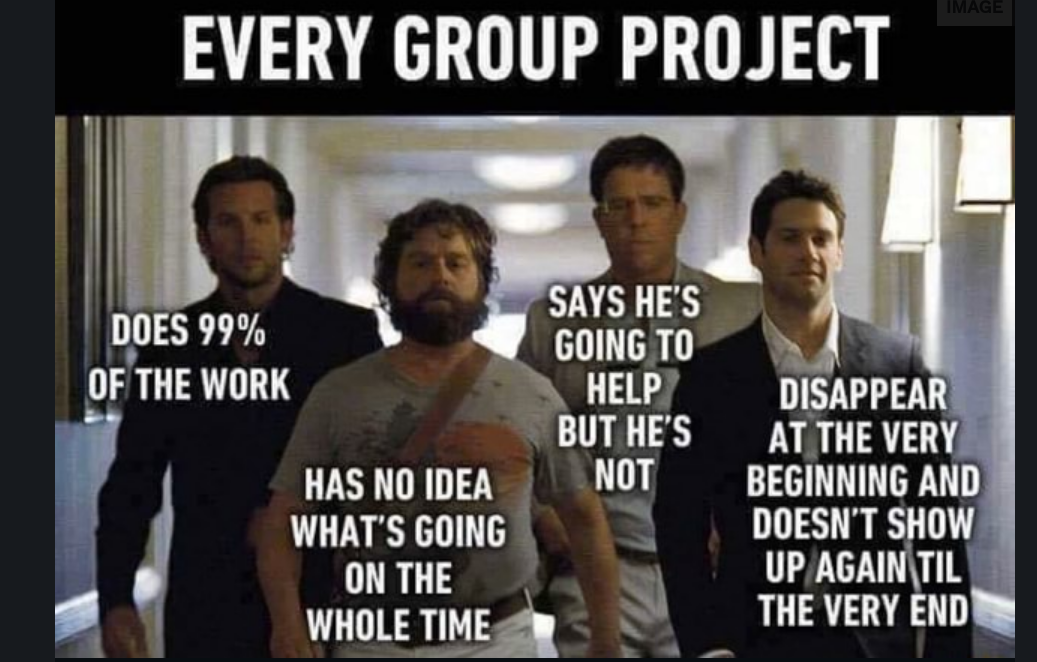 IMAGE
EVERY GROUP PROJECT
DOES 99%
OF THE WORK
HAS NO IDEA
WHAT'S GOING
ON THE
WHOLE TIME
SAYS HE'S
GOING TO
HELP
BUT HE'S
NOT
DISAPPEAR
AT THE VERY
BEGINNING AND
DOESN'T SHOW
UP AGAIN TIL
THE VERY END